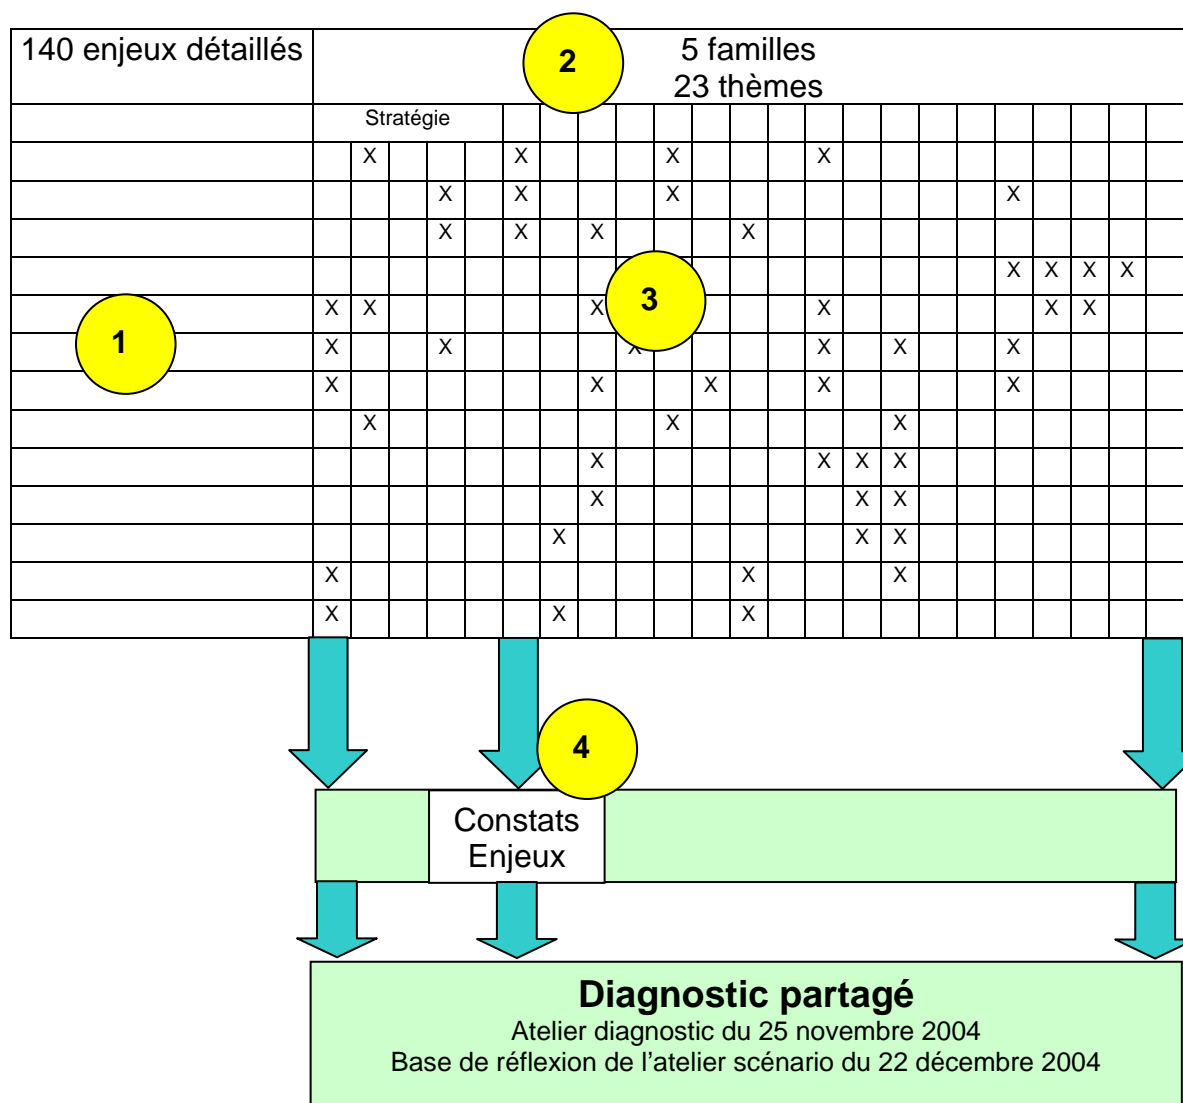 140 enjeux détaillés
2
5 familles
23 thèmes
Stratégie
X X X X
X X X X
X X X X
X X X X
X X X 3 X X X
1 X X X X X X
X X X X X
X X X
X X X X
X X X
X X X
X X X
X X X
4
Constats
Enjeux
Diagnostic partagé
Atelier diagnostic du 25 novembre 2004
Base de réflexion de l’atelier scénario du 22 décembre 2004